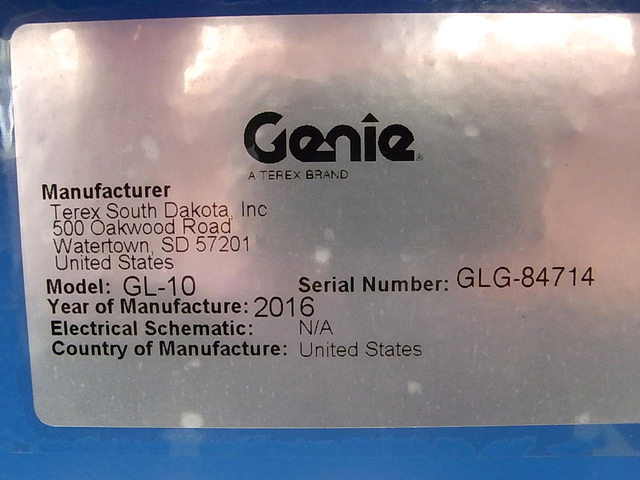 Genie
A TEREX BRAND
Manufacturer
Terex South Dakota, Inc
500 Oakwood Road
Watertown, SD 57201
United States
Model: GL-10 Serial Number: GLG-84714
Year of Manufacture: 2016
Electrical Schematic: N/A
Country of Manufacture: United States